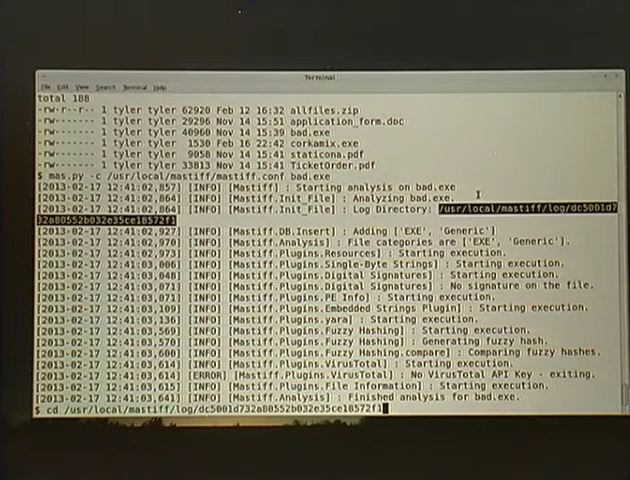 Terminal
File Edit View Search Terminal Help
total 188
-rw-r--r-- 1 tyler tyler 62920 Feb 12 16:32 allfiles.zip
-rw------- 1 tyler tyler 29296 Nov 14 15:51 application_form.doc
-rw------- 1 tyler tyler 40960 Nov 14 15:39 bad.exe
-rw------- 1 tyler tyler 1530 Feb 16 22:42 corkamix.exe
-rw------- 1 tyler tyler 9058 Nov 14 15:41 staticona.pdf
-rw------- 1 tyler tyler 33813 Nov 14 15:41 TicketOrder.pdf
$ mas.py -c /usr/local/mastiff/mastiff.conf bad.exe
[2013-02-17 12:41:02,857] [INFO] [Mastiff] : Starting analysis on bad.exe
[2013-02-17 12:41:02,864] [INFO] [Mastiff.Init_File] : Analyzing bad.exe.
[2013-02-17 12:41:02,864] [INFO] [Mastiff.Init_File] : Log Directory: /usr/local/mastiff/log/dc5001d7
32a80552b032e35ce18572f1
[2013-02-17 12:41:02,927] [INFO] [Mastiff.DB.Insert] : Adding ['EXE', 'Generic']
[2013-02-17 12:41:02,970] [INFO] [Mastiff.Analysis] : File categories are ['EXE', 'Generic'].
[2013-02-17 12:41:02,973] [INFO] [Mastiff.Plugins.Resources] : Starting execution.
[2013-02-17 12:41:03,006] [INFO] [Mastiff.Plugins.Single-Byte Strings] : Starting execution.
[2013-02-17 12:41:03,048] [INFO] [Mastiff.Plugins.Digital Signatures] : Starting execution.
[2013-02-17 12:41:03,071] [INFO] [Mastiff.Plugins.Digital Signatures] : No signature on the file.
[2013-02-17 12:41:03,071] [INFO] [Mastiff.Plugins.PE Info] : Starting execution.
[2013-02-17 12:41:03,109] [INFO] [Mastiff.Plugins.Embedded Strings Plugin] : Starting execution.
[2013-02-17 12:41:03,136] [INFO] [Mastiff.Plugins.yara] : Starting execution.
[2013-02-17 12:41:03,569] [INFO] [Mastiff.Plugins.Fuzzy Hashing] : Starting execution.
[2013-02-17 12:41:03,570] [INFO] [Mastiff.Plugins.Fuzzy Hashing] : Generating fuzzy hash.
[2013-02-17 12:41:03,600] [INFO] [Mastiff.Plugins.Fuzzy Hashing.compare] : Comparing fuzzy hashes.
[2013-02-17 12:41:03,614] [INFO] [Mastiff.Plugins.VirusTotal] : Starting execution.
[2013-02-17 12:41:03,614] [ERROR] [Mastiff.Plugins.VirusTotal] : No VirusTotal API Key - exiting.
[2013-02-17 12:41:03,615] [INFO] [Mastiff.Plugins.File Information] : Starting execution.
[2013-02-17 12:41:03,641] [INFO] [Mastiff.Analysis] : Finished analysis for bad.exe.
$ cd /usr/local/mastiff/log/dc5001d732a80552b032e35ce18572f1